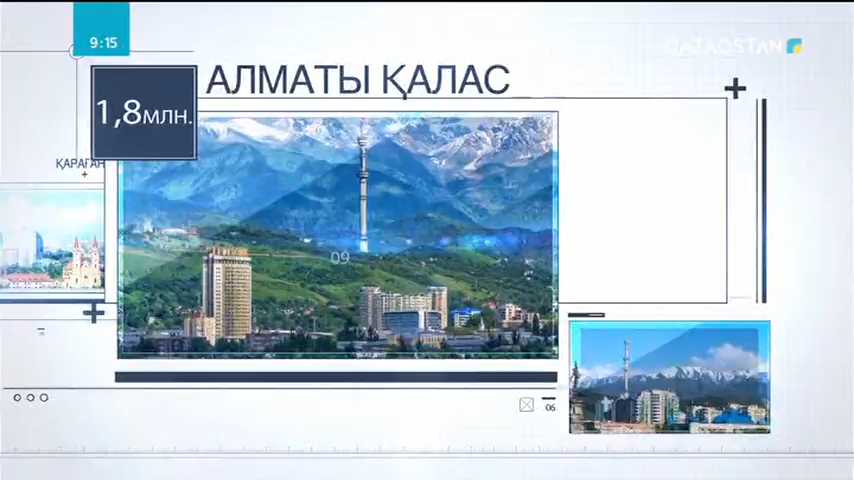 9:15
QAZAQSTAN
АЛМАТЫ ҚАЛАС
1,8МЛН.
ҚАРАҒАН
09
06